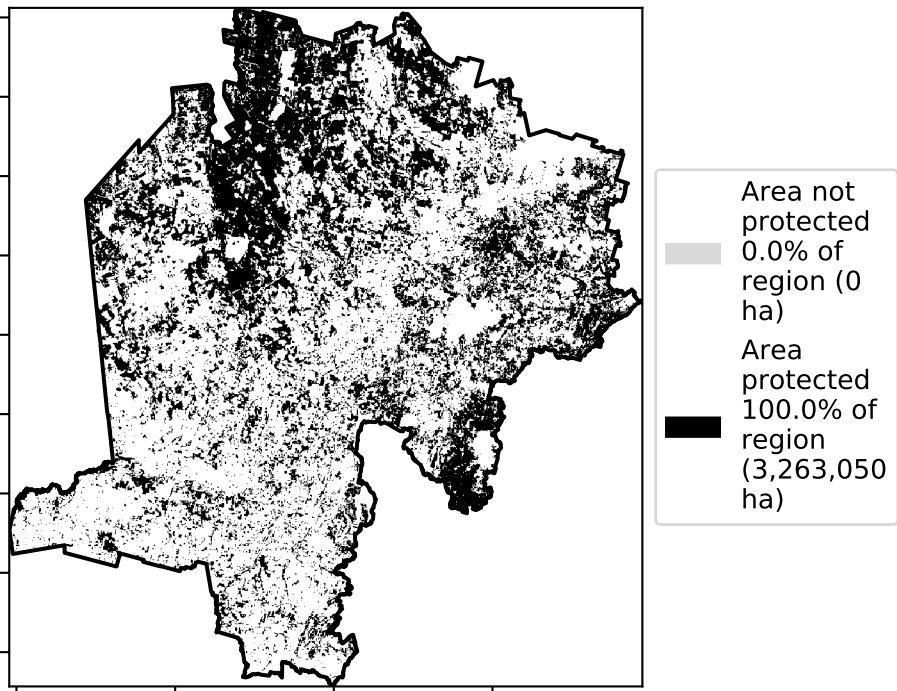 Area not
protected
0.0% of
region (0
ha)
Area
protected
100.0% of
region
(3,263,050
ha)